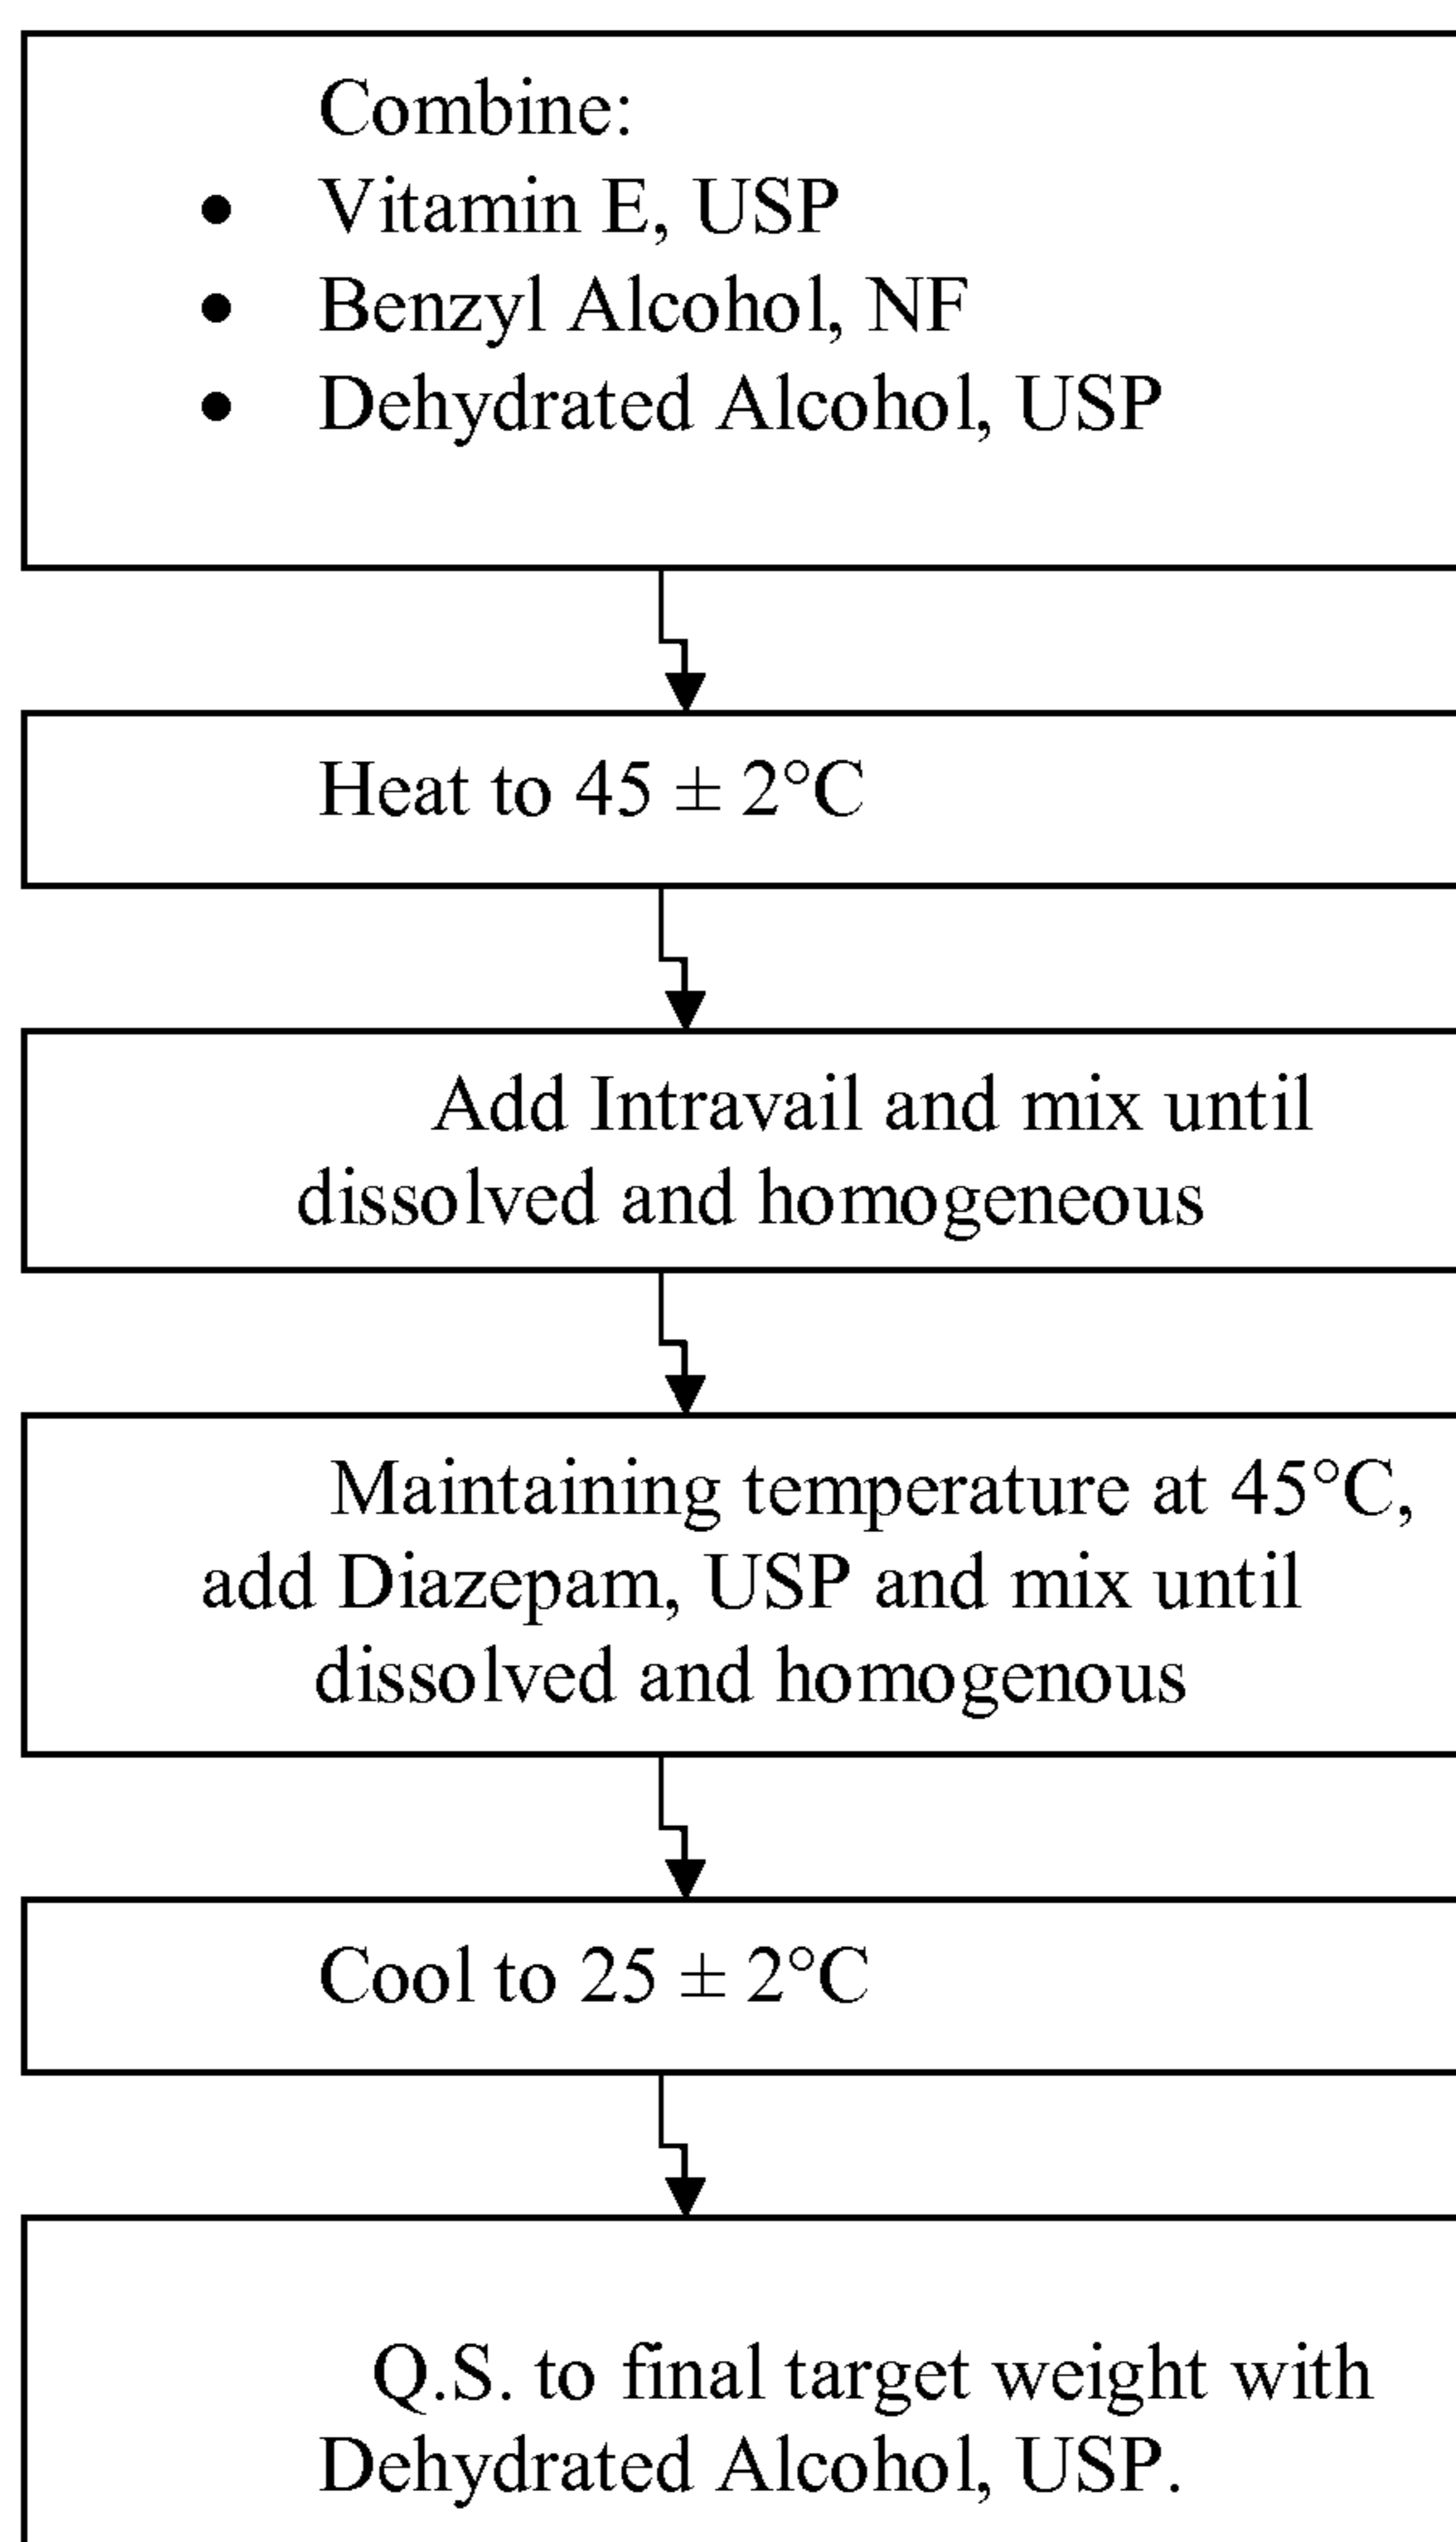 Combine:
● Vitamin E, USP
● Benzyl Alcohol, NF
● Dehydrated Alcohol, USP
Heat to 45 ± 2°C
Add Intravail and mix until
dissolved and homogeneous
Maintaining temperature at 45°C,
add Diazepam, USP and mix until
dissolved and homogenous
Cool to 25 ± 2°C
Q.S. to final target weight with
Dehydrated Alcohol, USP.